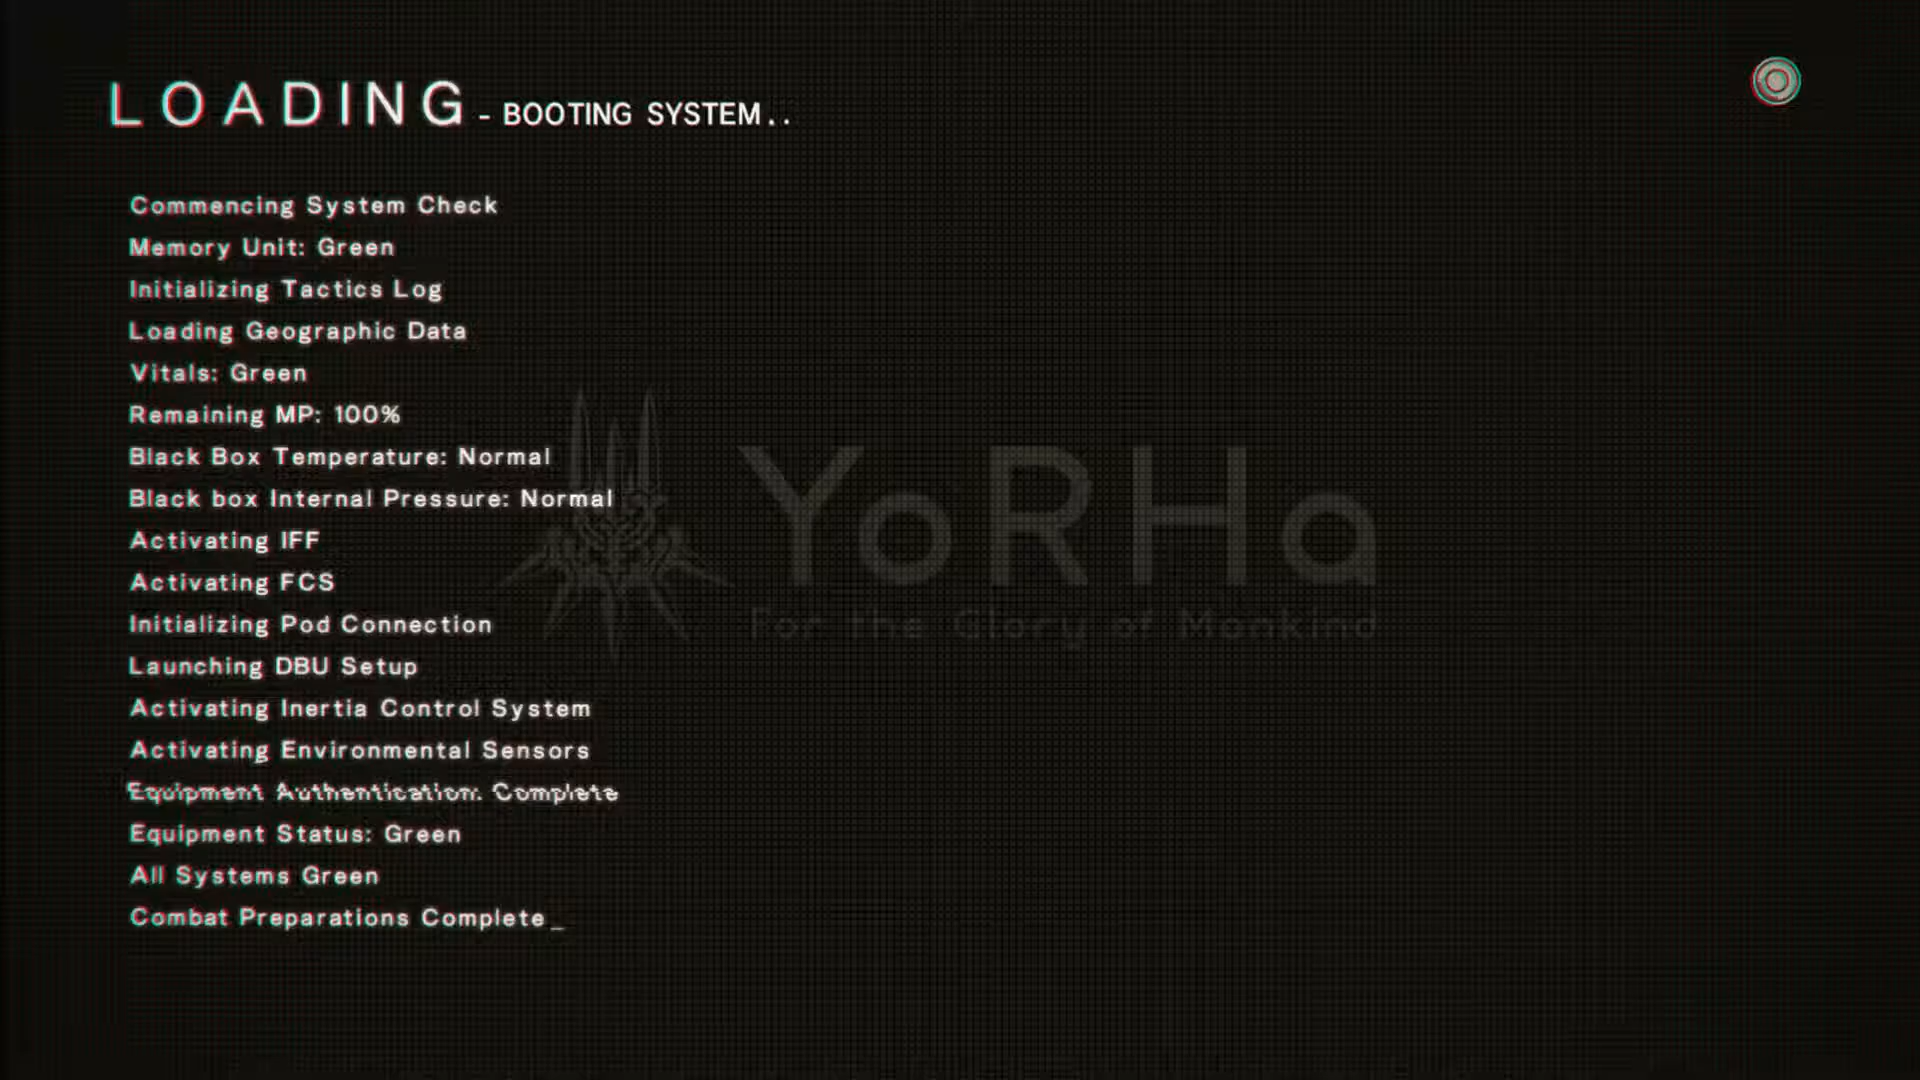 LOADING - BOOTING SYSTEM..
Commencing System Check
Memory Unit: Green
Initializing Tactics Log
Loading Geographic Data
Vitals: Green
Remaining MP: 100%
Black Box Temperature: Normal
Black box Internal Pressure: Normal
Activating IFF
Activating FCS
Initializing Pod Connection
Launching DBU Setup
Activating Inertia Control System
Activating Environmental Sensors
Equipment Authentication: Complete
Equipment Status: Green
All Systems Green
Combat Preparations Complete_
YoRHa
For the Glory of Mankind